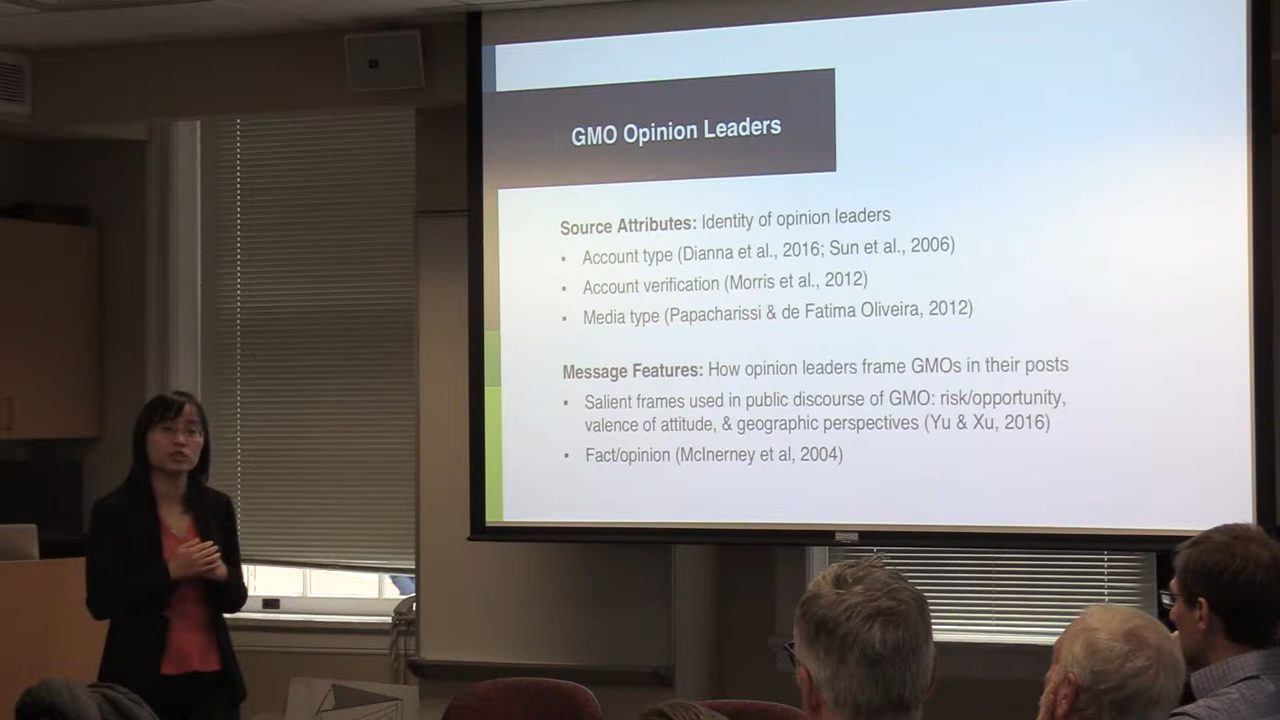 GMO Opinion Leaders
Source Attributes: Identity of opinion leaders
▪ Account type (Dianna et al., 2016; Sun et al., 2006)
▪ Account verification (Morris et al., 2012)
▪ Media type (Papacharissi & de Fatima Oliveira, 2012)
Message Features: How opinion leaders frame GMOs in their posts
▪ Salient frames used in public discourse of GMO: risk/opportunity,
valence of attitude, & geographic perspectives (Yu & Xu, 2016)
▪ Fact/opinion (McInerney et al, 2004)